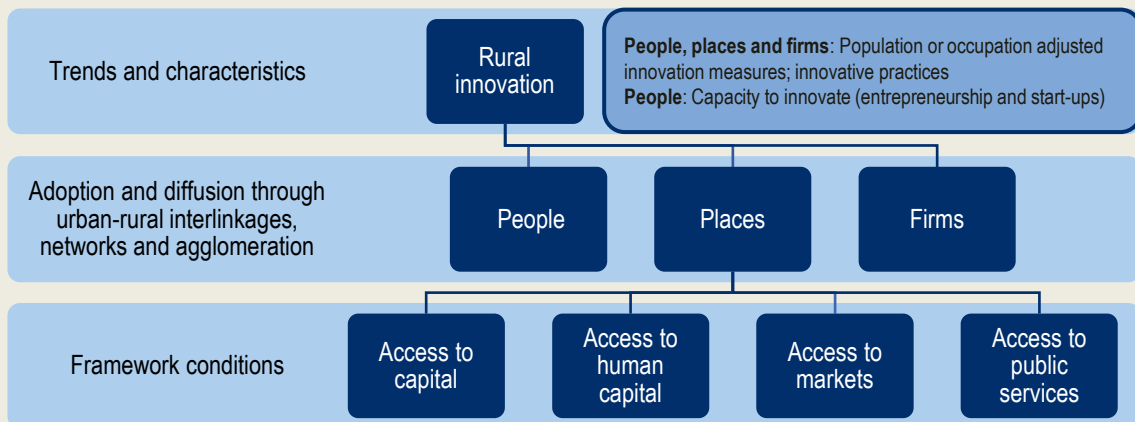 Trends and characteristics
Rural
innovation
People, places and firms: Population or occupation adjusted
innovation measures; innovative practices
People: Capacity to innovate (entrepreneurship and start-ups)
Adoption and diffusion through
urban-rural interlinkages,
networks and agglomeration
People
Places
Firms
Framework conditions
Access to
capital
Access to
human
capital
Access to
markets
Access to
public
services